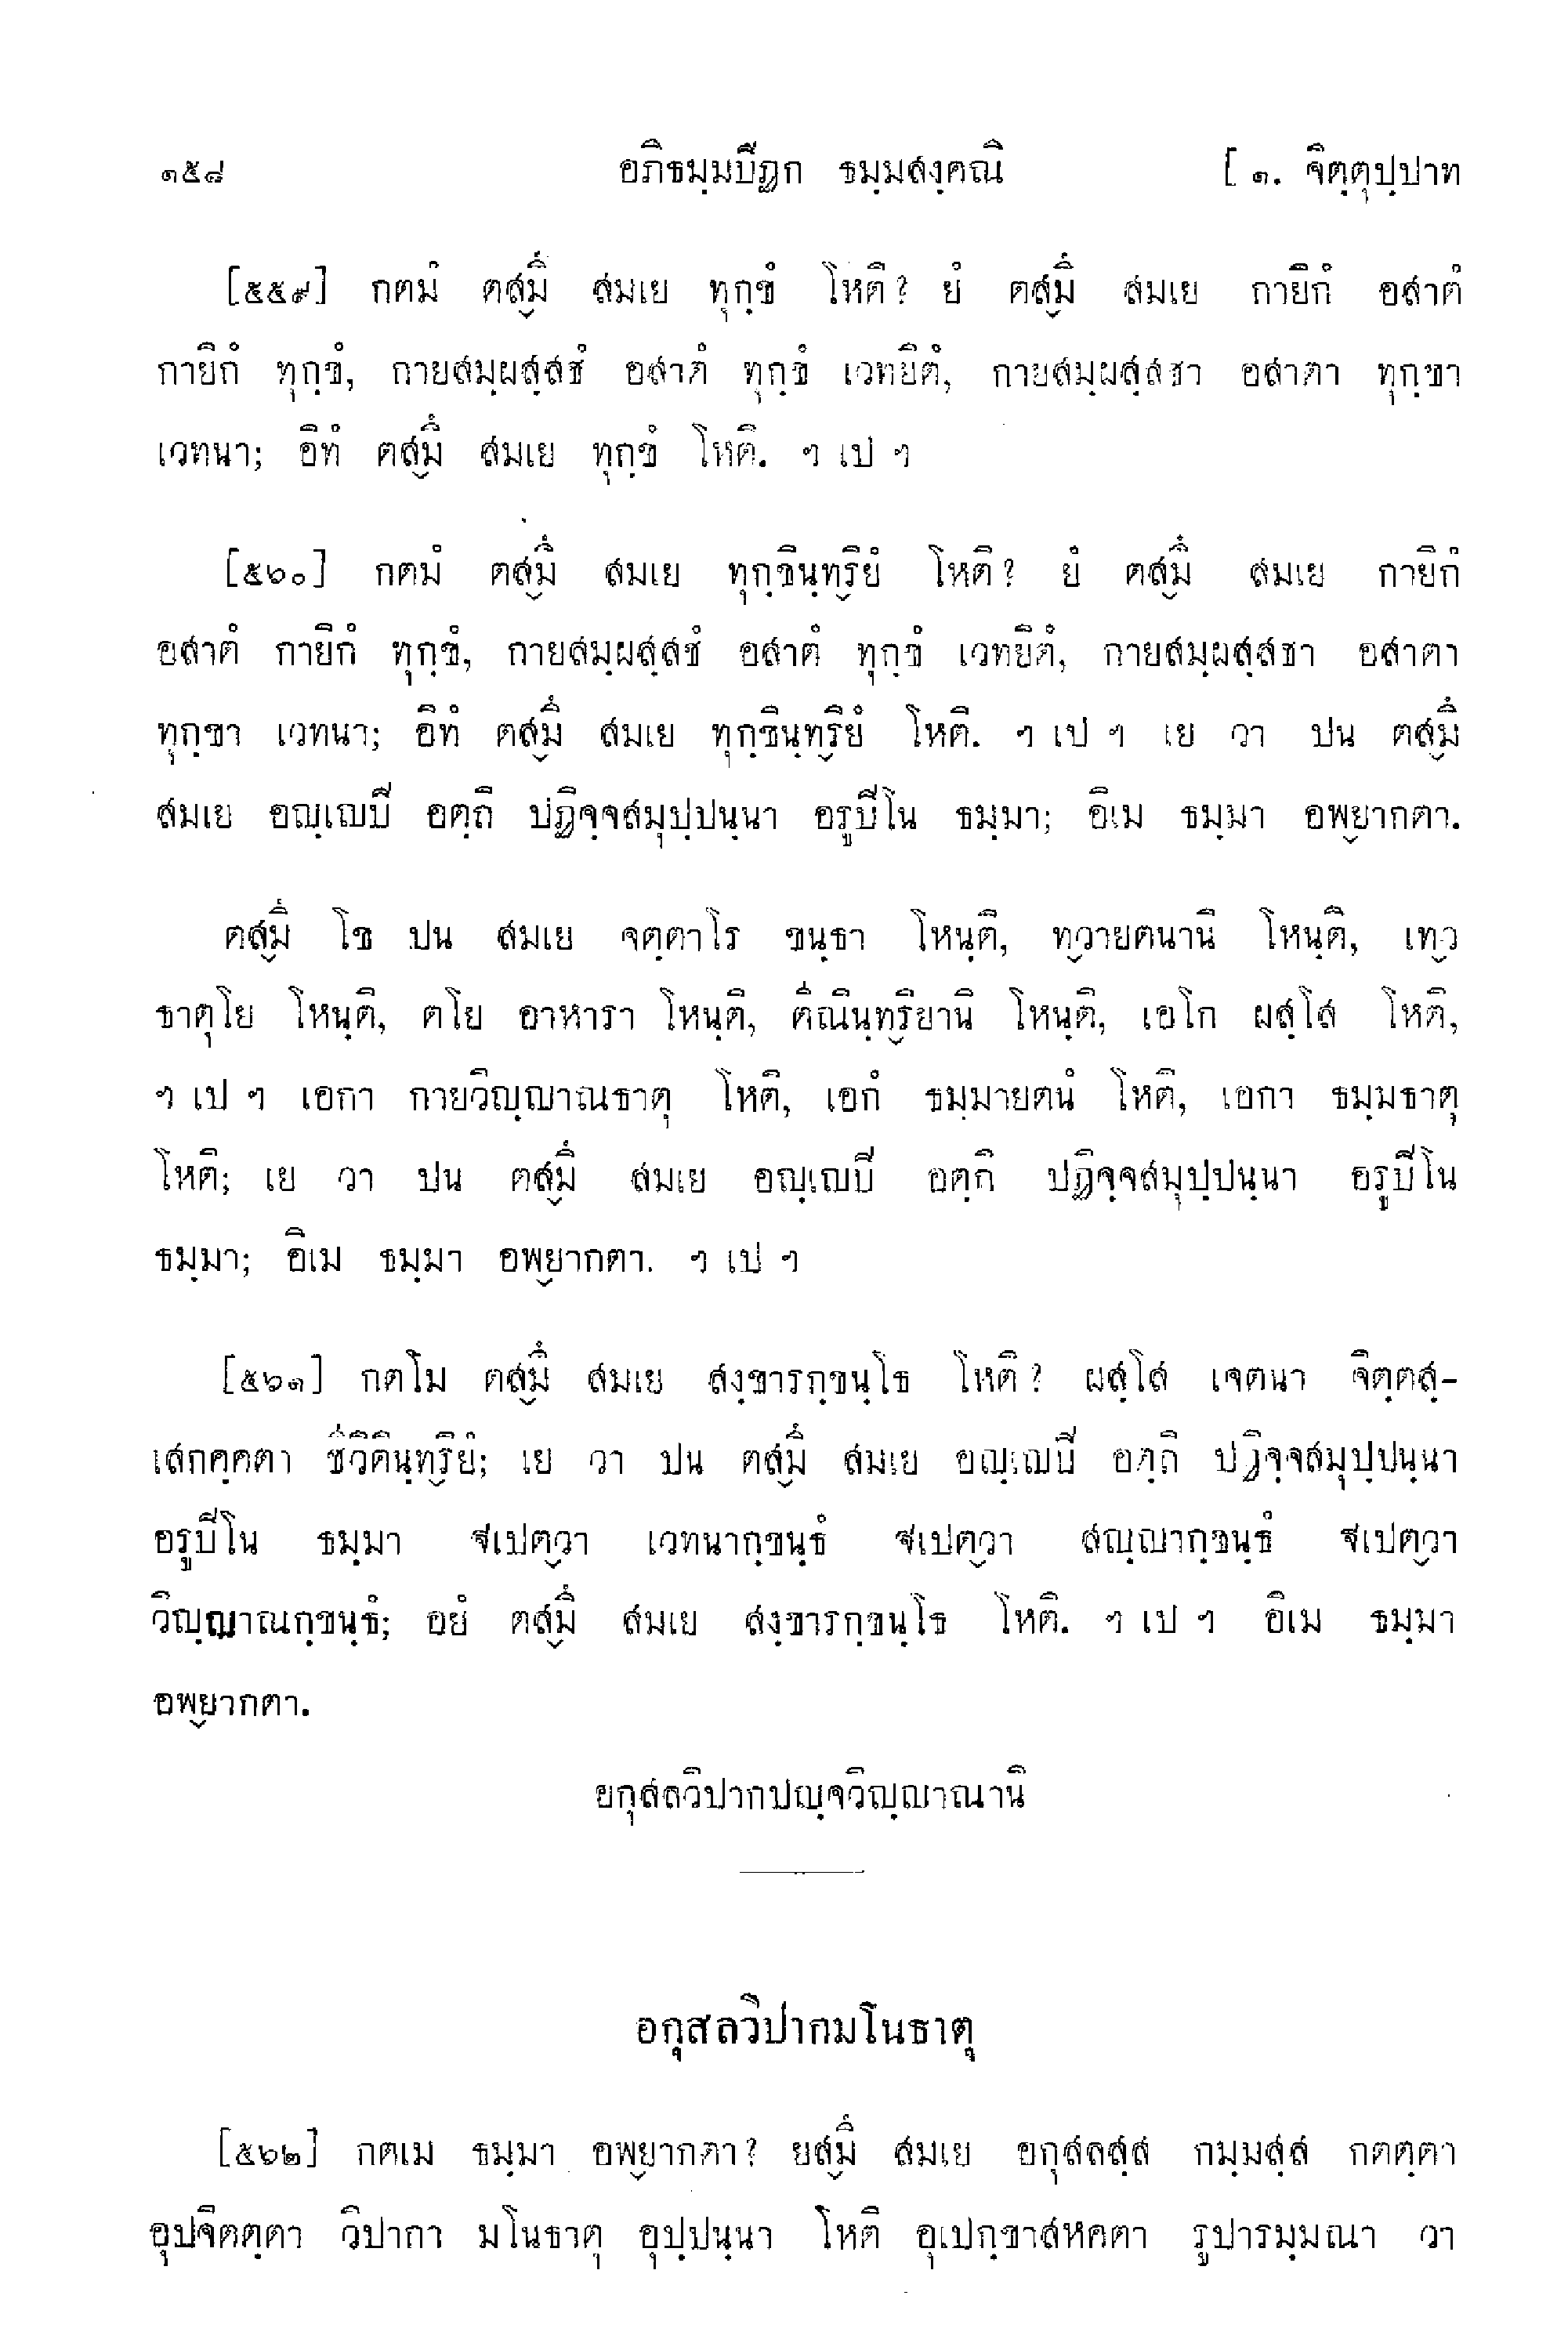 ๑๕๘ อภิธมฺมปิฏก ธมฺมสงฺคณิ [ ๑. จิตฺตุปฺปาท
[๕๕๙] กตมํ ตสฺมึ สมเย ทุกฺขํ โหติ? ยํ ตสฺมึ สมเย กายิกํ อสาตํ
กายิกํ ทุกฺขํ, กายสมฺผสฺสชํ อสาตํ ทุกฺขํ เวทยิตํ, กายสมฺผสฺสชา อสาตา ทุกฺขา
เวทนา; อิทํ ตสฺมึ สมเย ทุกฺขํ โหติ. ฯ เป ฯ
[๕๖๐] กตมํ ตสฺมึ สมเย ทุกฺขินฺทฺริยํ โหติ? ยํ ตสฺมึ สมเย กายิกํ
อสาตํ กายิกํ ทุกฺขํ, กายสมฺผสฺสชํ อสาตํ ทุกฺขํ เวทยิตํ, กายสมฺผสฺสชา อสาตา
ทุกฺขา เวทนา; อิทํ ตสฺมึ สมเย ทุกฺขินฺทฺริยํ โหติ. ฯ เป ฯ เย วา ปน ตสฺมึ
สมเย อญฺเญปิ อตฺถิ ปฏิจฺจสมุปฺปนฺนา อรูปิโน ธมฺมา; อิเม ธมฺมา อพฺยากตา.
ตสฺมึ โข ปน สมเย จตฺตาโร ขนฺธา โหนฺติ, ทฺวายตนานิ โหนฺติ, เทฺว
ธาตุโย โหนฺติ, ตโย อาหารา โหนฺติ, ตีณินฺทฺริยานิ โหนฺติ, เอโก ผสฺโส โหติ,
ฯ เป ฯ เอกา กายวิญฺญาณธาตุ โหติ, เอกํ ธมฺมายตนํ โหติ, เอกา ธมฺมธาตุ
โหติ; เย วา ปน ตสฺมึ สมเย อญฺเญปิ อตฺถิ ปฏิจฺจสมุปฺปนฺนา อรูปิโน
ธมฺมา; อิเม ธมฺมา อพฺยากตา. ฯ เป ฯ
[๕๖๑] กตโม ตสฺมึ สมเย สงฺขารกฺขนฺโธ โหติ? ผสฺโส เจตนา จิตฺตสฺ-
เสกคฺคตา ชีวิตินฺทฺริยํ; เย วา ปน ตสฺมึ สมเย อญฺเญปิ อตฺถิ ปฏิจฺจสมุปฺปนฺนา
อรูปิโน ธมฺมา ฐเปตฺวา เวทนากฺขนฺธํ ฐเปตฺวา สญฺญากฺขนฺธํ ฐเปตฺวา
วิญฺญาณกฺขนฺธํ; อยํ ตสฺมึ สมเย สงฺขารกฺขนฺโธ โหติ. ฯ เป ฯ อิเม ธมฺมา
อพฺยากตา.
อกุสลวิปากปญฺจวิญฺญาณานิ
อกุสลวิปากมโนธาตุ
[๕๖๒] กตเม ธมฺมา อพฺยากตา? ยสฺมึ สมเย อกุสลสฺส กมฺมสฺส กตตฺตา
อุปจิตตฺตา วิปากา มโนธาตุ อุปฺปนฺนา โหติ อุเปกฺขาสหคตา รูปารมฺมณา วา